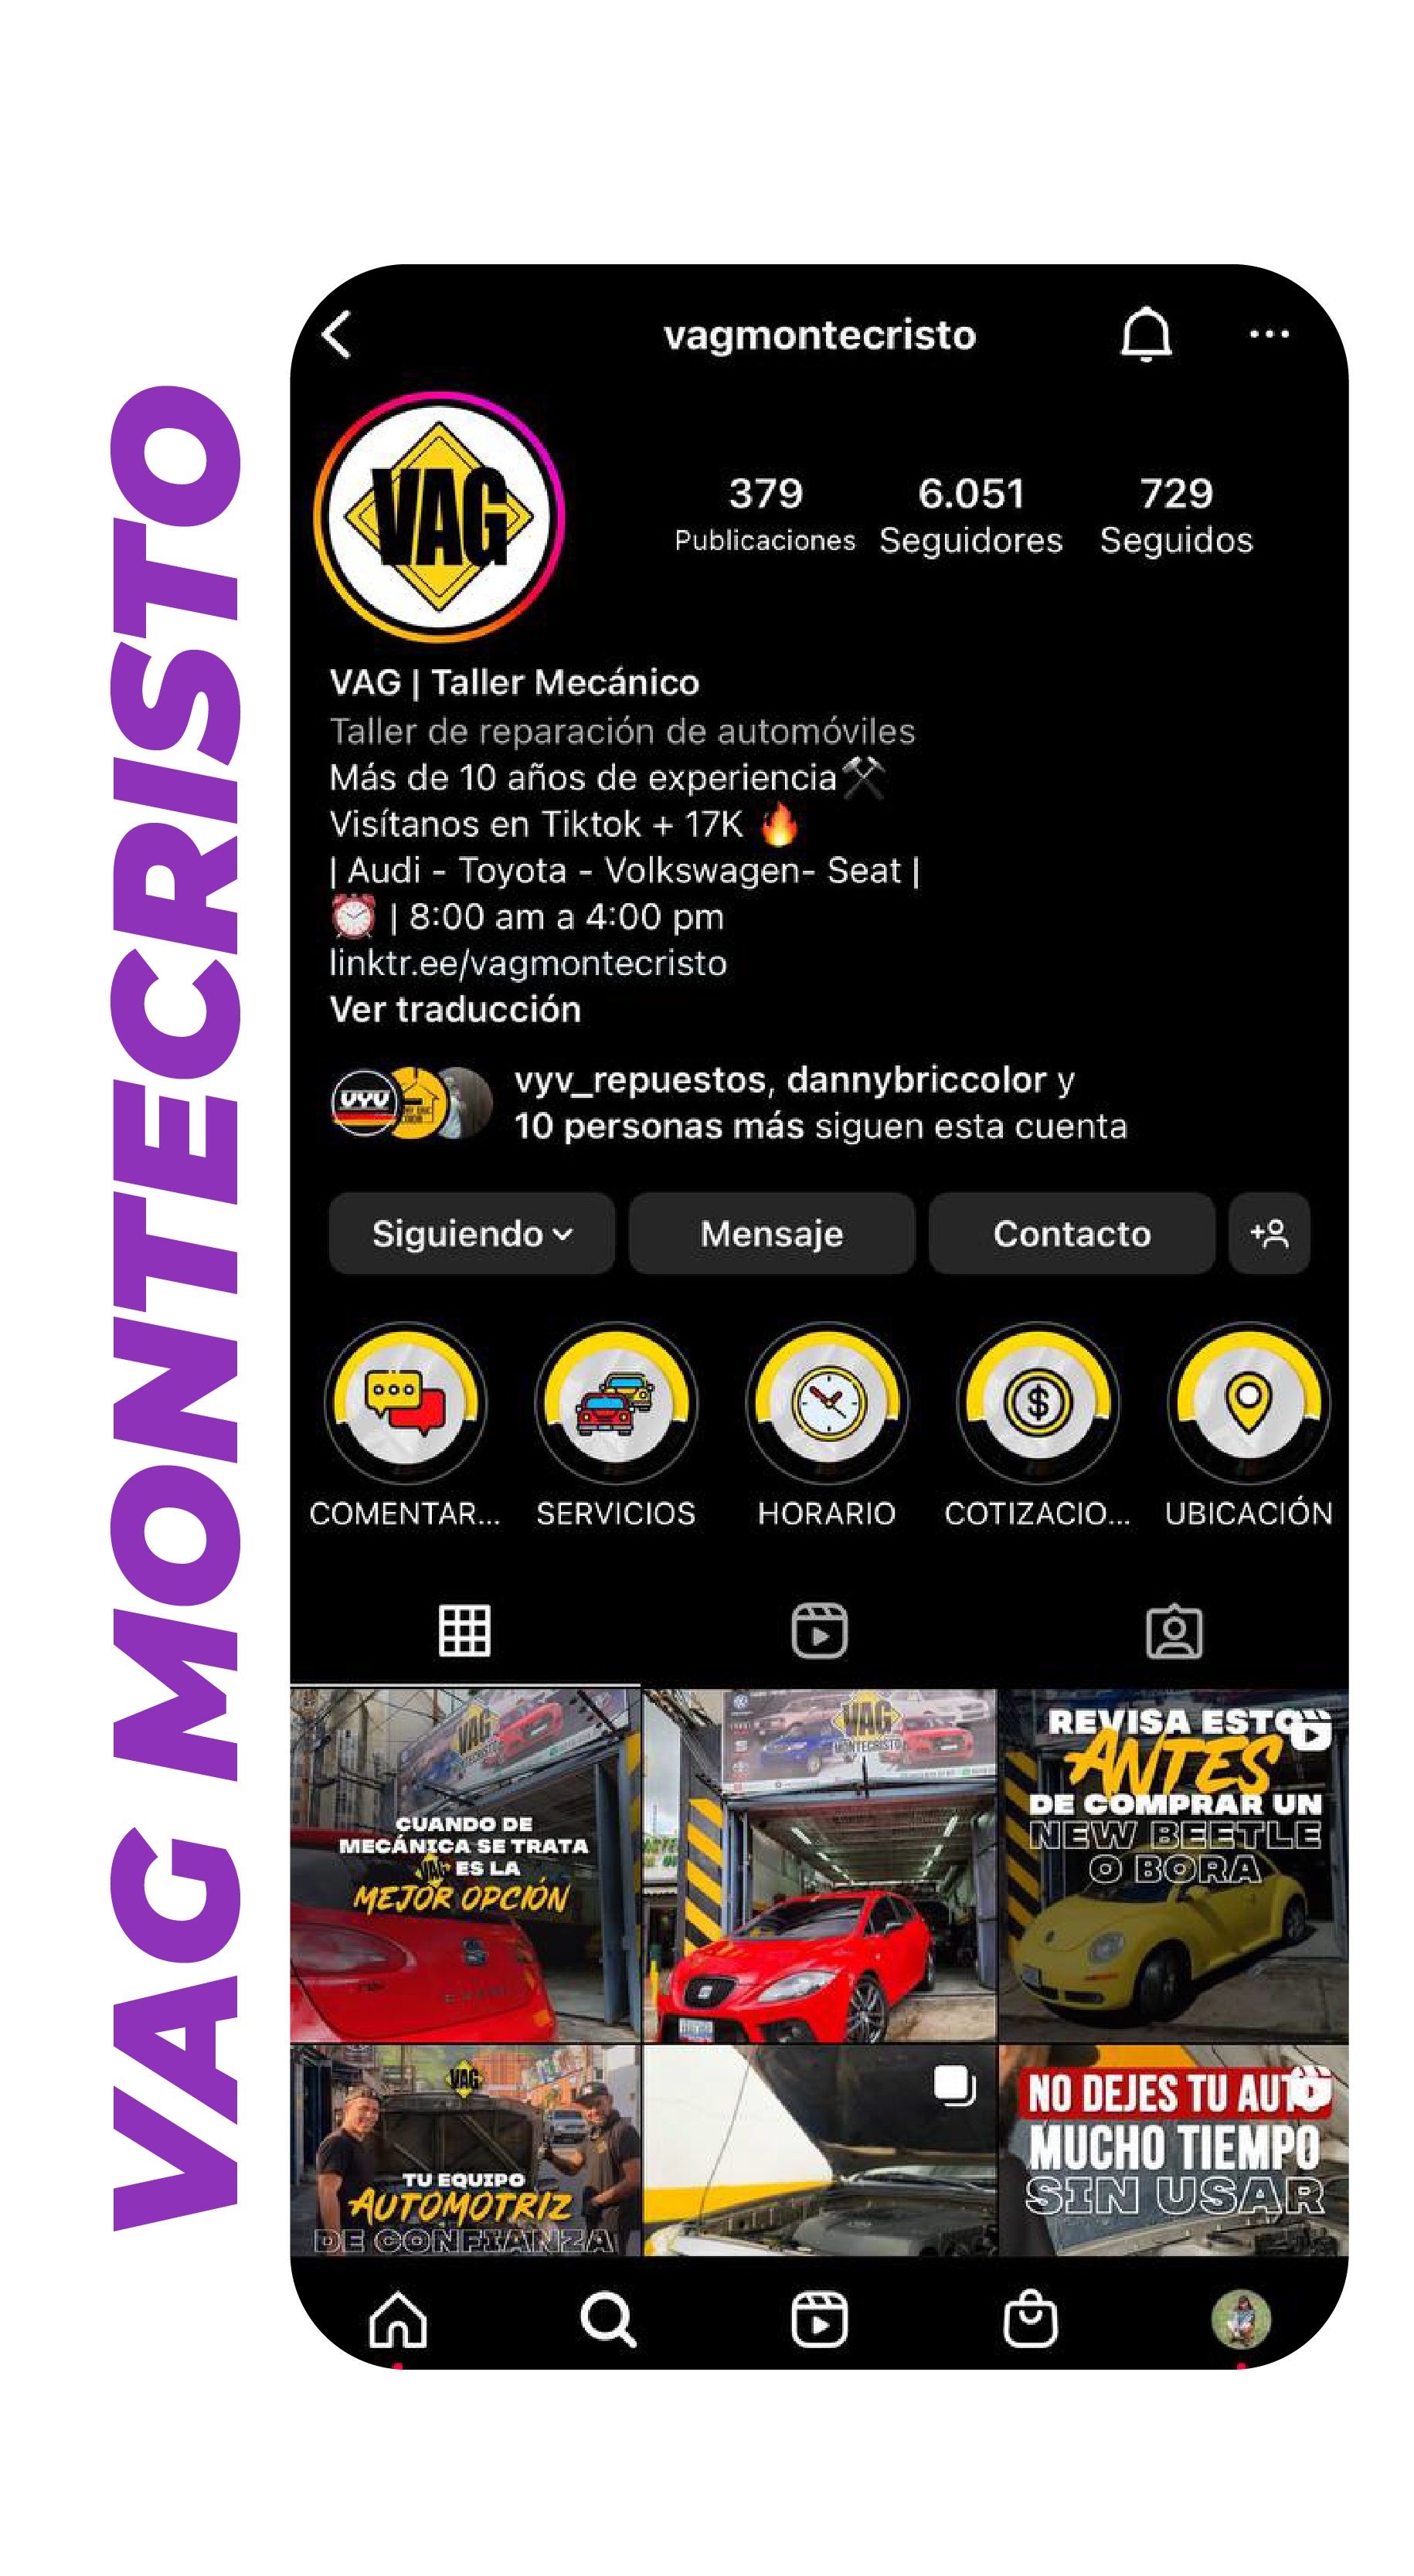 VAG MONTECRISTO
vagmontecristo
VAG
379
6.051
729
Publicaciones
Seguidores
Seguidos
VAG | Taller Mecánico
Taller de reparación de automóviles
Más de 10 años de experiencia⚒️
Visítanos en Tiktok + 17K 🔥
| Audi - Toyota - Volkswagen- Seat |
⏰ | 8:00 am a 4:00 pm
linktr.ee/vagmontecristo
Ver traducción
VYV
vyv_repuestos, dannybriccolor y
10 personas más siguen esta cuenta
Siguiendo
Mensaje
Contacto
COMENTAR...
SERVICIOS
HORARIO
COTIZACIO...
UBICACIÓN
VAG
CUANDO DE
MECÁNICA SE TRATA
VAG ES LA
MEJOR OPCIÓN
VAG
MONTECRISTO
REVISA ESTO
ANTES
DE COMPRAR UN
NEW BEETLE
O BORA
VAG
TU EQUIPO
AUTOMOTRIZ
DE CONFIANZA
NO DEJES TU AUTO
MUCHO TIEMPO
SIN USAR